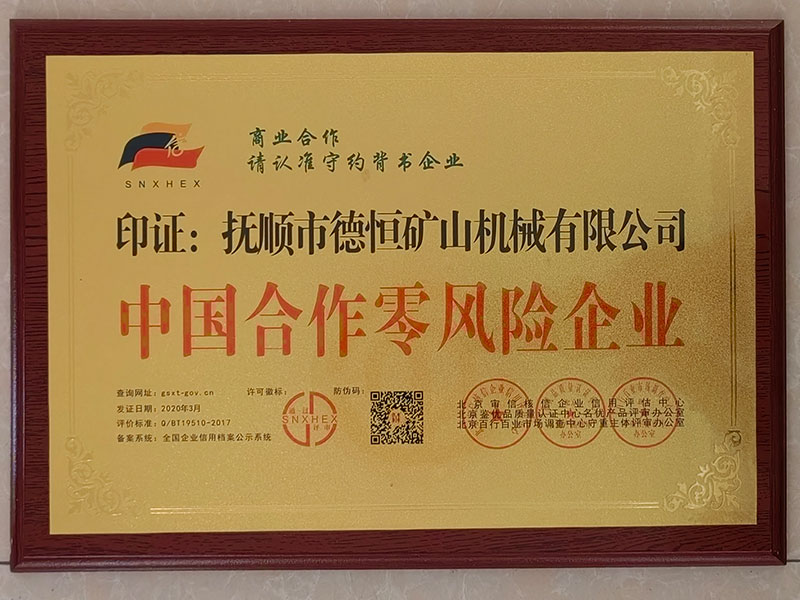 信
SNXHEX
商业合作
请认准守约背书企业
印证：抚顺市德恒矿山机械有限公司
中国合作零风险企业
查询网址：gsxt-gov.cn
发证日期：2020年3月
评价标准：Q/BT19510-2017
备案系统：全国企业信用档案公示系统
许可徽标：
SNXHEX
防伪码：
北京审信核信企业信用评估中心
北京鉴优品质量认证中心名优产品评审办公室
北京百行百业市场调查中心守重主体评审办公室